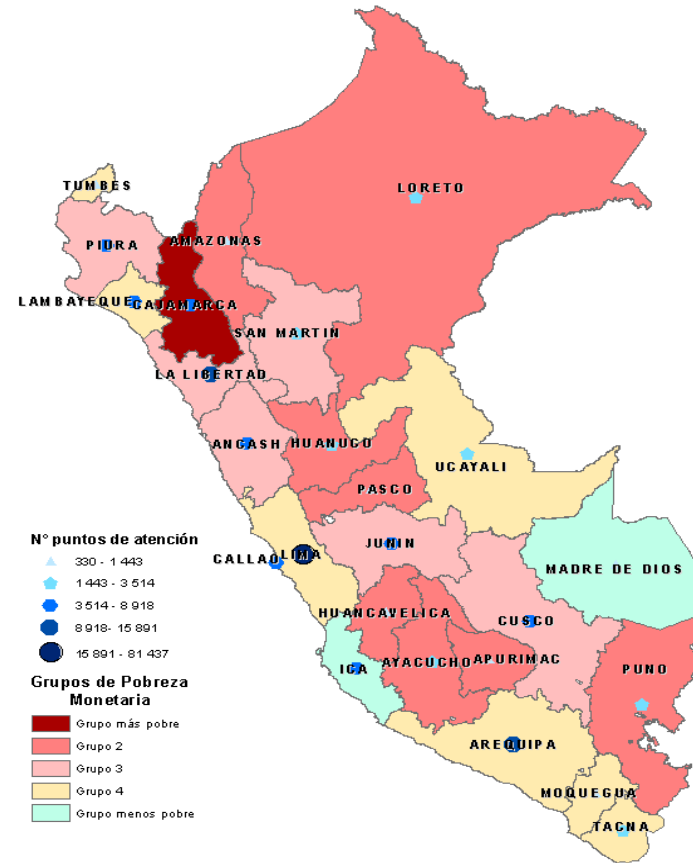 LORETO
TUMBES
PIURA
AMAZONAS
LAMBAYEQUE
CAJAMARCA
SAN MARTIN
LA LIBERTAD
ANCASH
HUANUCO
UCAYALI
PASCO
N° puntos de atención
330 - 1 443
1 443 - 3 514
3 514 - 8 918
8 918- 15 891
15 891 - 81 437
CALLAO
LIMA
JUNIN
MADRE DE DIOS
HUANCAVELICA
CUSCO
ICA
AYACUCHO
APURIMAC
PUNO
Grupos de Pobreza
Monetaria
Grupo más pobre
Grupo 2
Grupo 3
Grupo 4
Grupo menos pobre
AREQUIPA
MOQUEGUA
TACNA